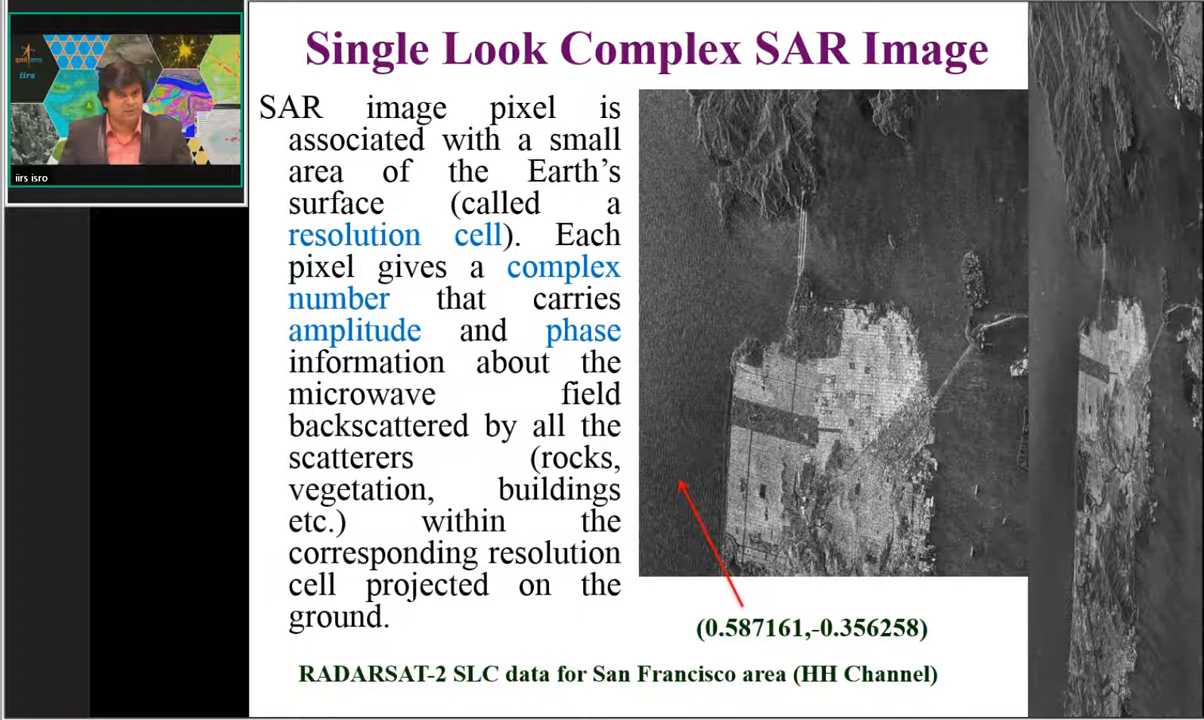 Single Look Complex SAR Image
SAR image pixel is
associated with a small
area of the Earth's
surface (called a
resolution cell). Each
pixel gives a complex
number that carries
amplitude and phase
information about the
microwave field
backscattered by all the
scatterers (rocks,
vegetation, buildings
etc.) within the
corresponding resolution
cell projected on the
ground.
(0.587161,-0.356258)
RADARSAT-2 SLC data for San Francisco area (HH Channel)
iirs
iirs isro